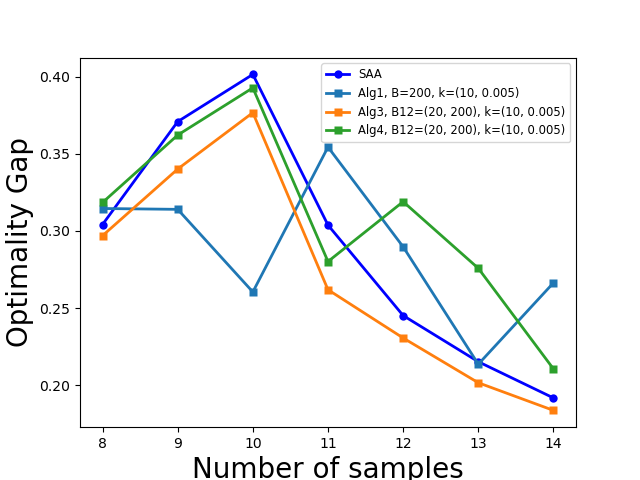 SAA
Alg1, B=200, k=(10, 0.005)
Alg3, B12=(20, 200), k=(10, 0.005)
Alg4, B12=(20, 200), k=(10, 0.005)
Optimality Gap
0.40
0.35
0.30
0.25
0.20
8 9 10 11 12 13 14
Number of samples